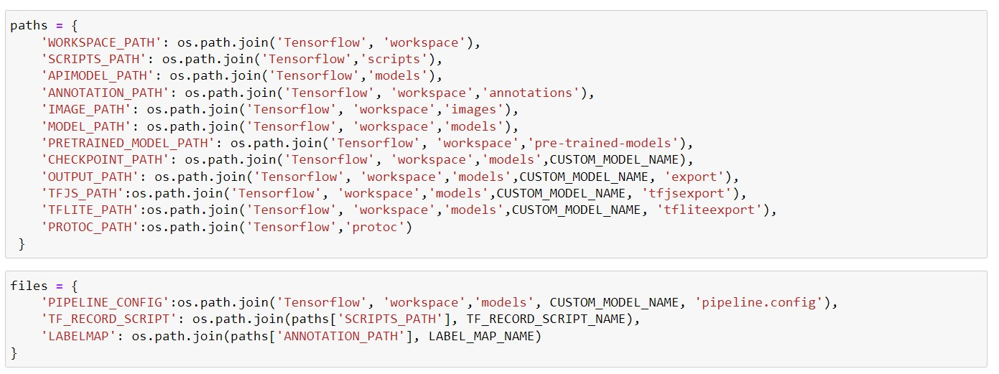 paths = {
    'WORKSPACE_PATH': os.path.join('Tensorflow', 'workspace'),
    'SCRIPTS_PATH': os.path.join('Tensorflow','scripts'),
    'APIMODEL_PATH': os.path.join('Tensorflow','models'),
    'ANNOTATION_PATH': os.path.join('Tensorflow', 'workspace','annotations'),
    'IMAGE_PATH': os.path.join('Tensorflow', 'workspace','images'),
    'MODEL_PATH': os.path.join('Tensorflow', 'workspace','models'),
    'PRETRAINED_MODEL_PATH': os.path.join('Tensorflow', 'workspace','pre-trained-models'),
    'CHECKPOINT_PATH': os.path.join('Tensorflow', 'workspace','models',CUSTOM_MODEL_NAME),
    'OUTPUT_PATH': os.path.join('Tensorflow', 'workspace','models',CUSTOM_MODEL_NAME, 'export'),
    'TFJS_PATH':os.path.join('Tensorflow', 'workspace','models',CUSTOM_MODEL_NAME, 'tfjsexport'),
    'TFLITE_PATH':os.path.join('Tensorflow', 'workspace','models',CUSTOM_MODEL_NAME, 'tfliteexport'),
    'PROTOC_PATH':os.path.join('Tensorflow','protoc')
 }
files = {
    'PIPELINE_CONFIG':os.path.join('Tensorflow', 'workspace','models', CUSTOM_MODEL_NAME, 'pipeline.config'),
    'TF_RECORD_SCRIPT': os.path.join(paths['SCRIPTS_PATH'], TF_RECORD_SCRIPT_NAME),
    'LABELMAP': os.path.join(paths['ANNOTATION_PATH'], LABEL_MAP_NAME)
}